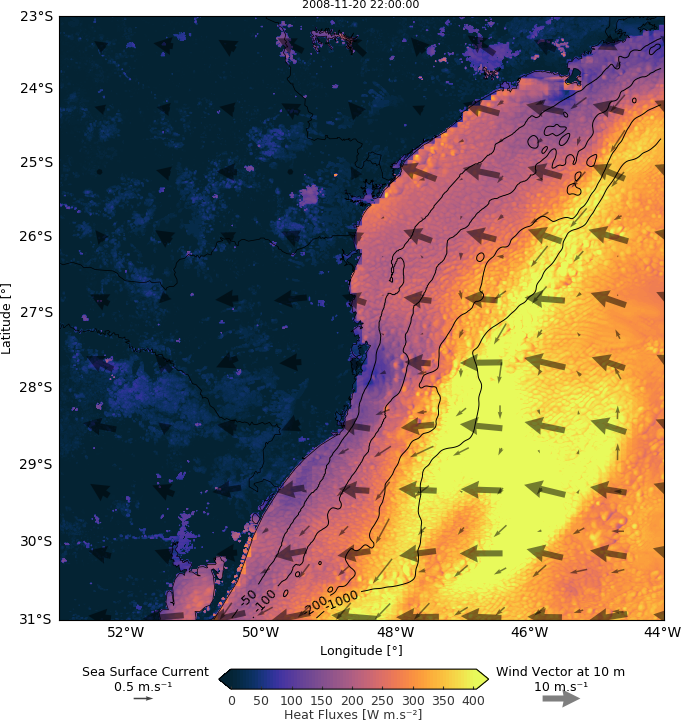 2008-11-20 22:00:00
23°S
24°S
25°S
26°S
27°S
28°S
29°S
30°S
31°S
Latitude [°]
-50
-100
-200
-1000
52°W
50°W
48°W
46°W
44°W
Longitude [°]
Sea Surface Current
0.5 m.s⁻¹
Wind Vector at 10 m
10 m.s⁻¹
0 50 100 150 200 250 300 350 400
Heat Fluxes [W m.s⁻²]